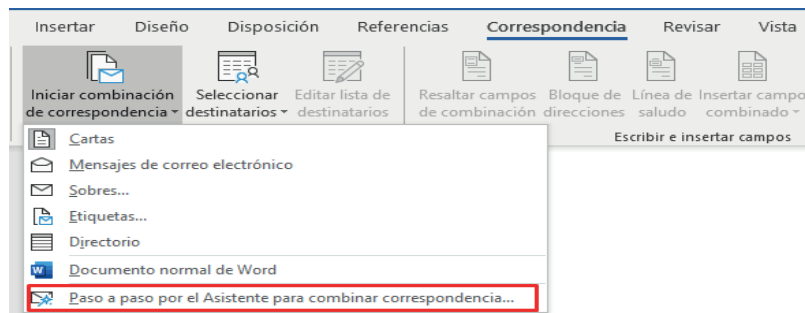 Insertar Diseño Disposición Referencias Correspondencia Revisar Vista
Iniciar combinación de correspondencia
Seleccionar destinatarios
Editar lista de destinatarios
Resaltar campos de combinación
Bloque de direcciones
Línea de saludo
Insertar campo combinado
Escribir e insertar campos
Cartas
Mensajes de correo electrónico
Sobres...
Etiquetas...
Directorio
Documento normal de Word
Paso a paso por el Asistente para combinar correspondencia...